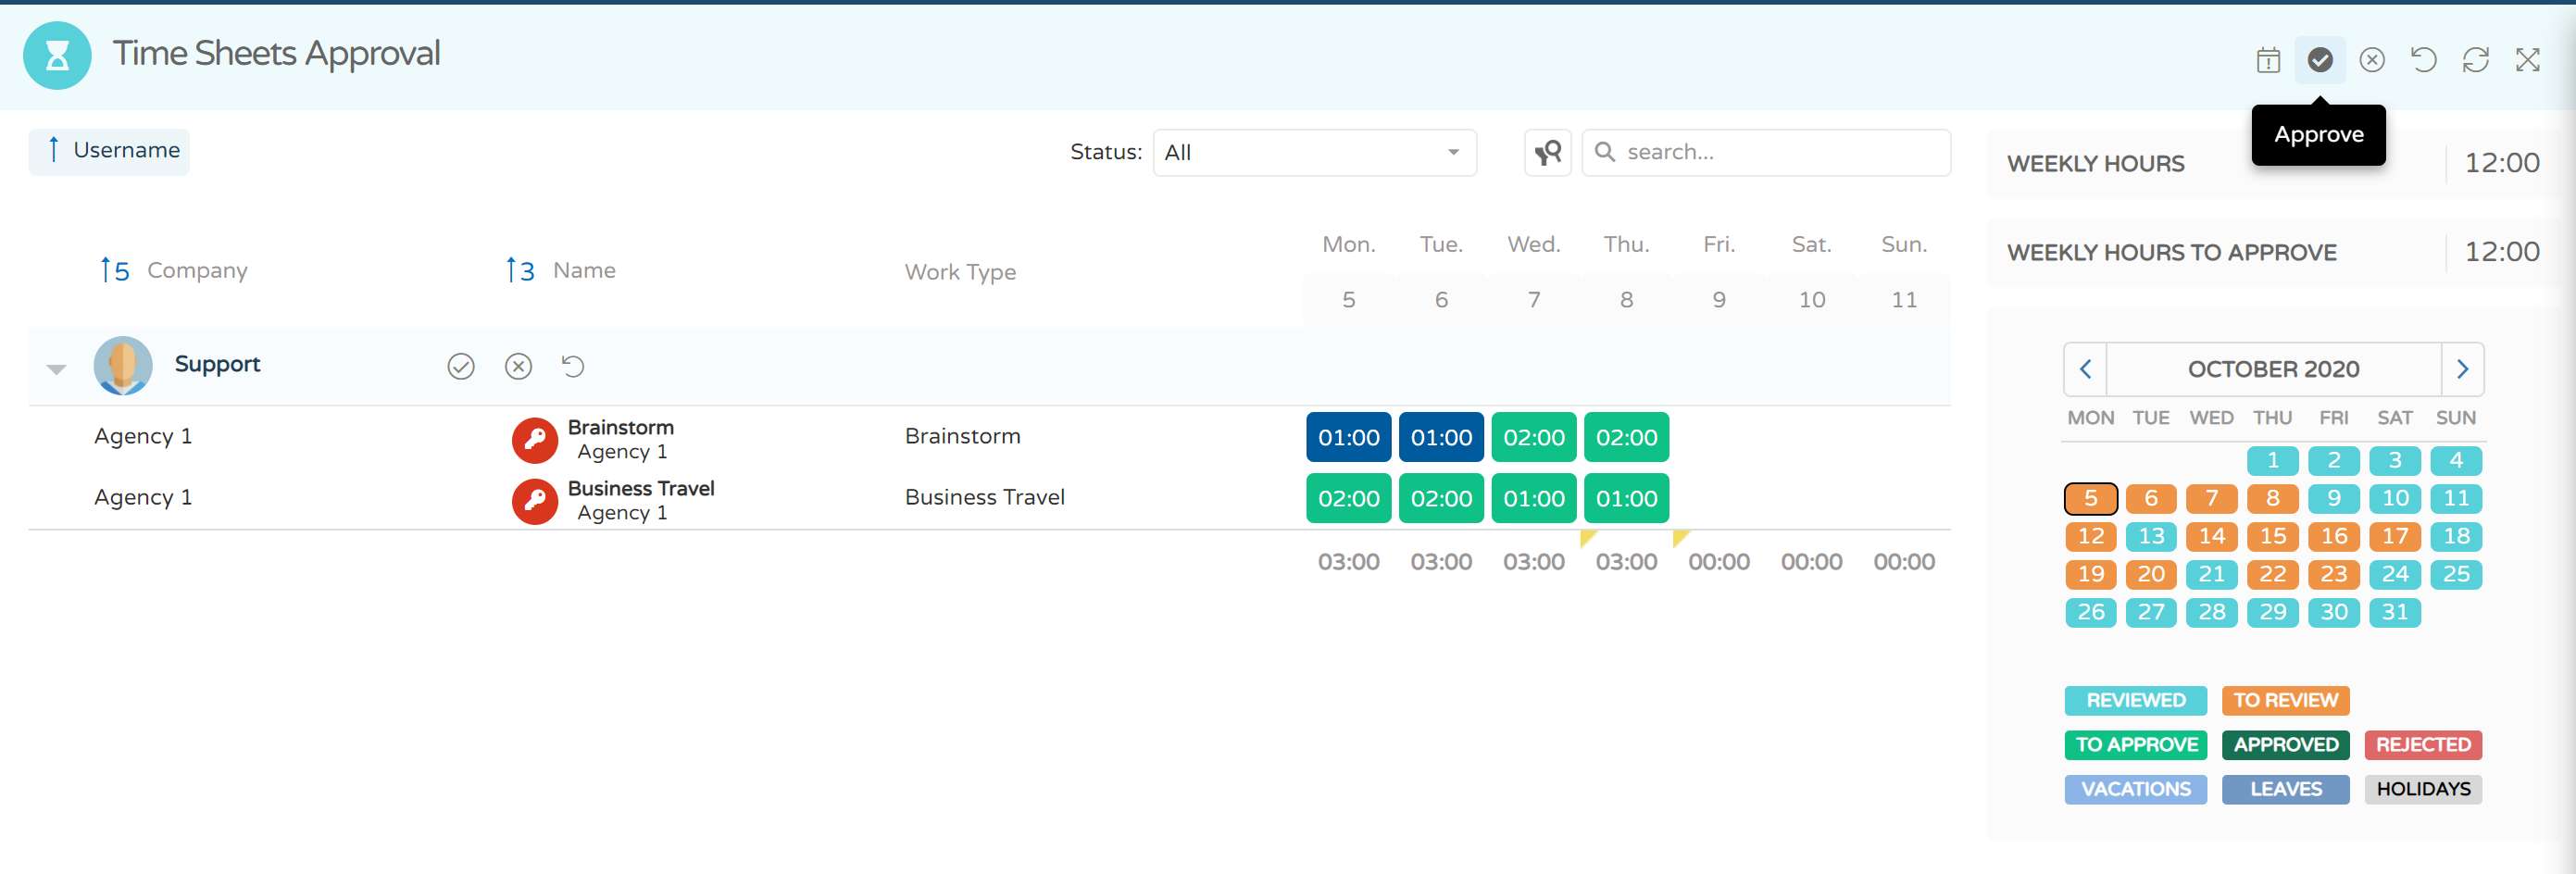 Time Sheets Approval
Approve
Username
Status: All
search...
WEEKLY HOURS 12:00
WEEKLY HOURS TO APPROVE 12:00
Mon. Tue. Wed. Thu. Fri. Sat. Sun.
5 Company 3 Name Work Type
5 6 7 8 9 10 11
Support
Agency 1 Brainstorm Agency 1 Brainstorm 01:00 01:00 02:00 02:00
Agency 1 Business Travel Agency 1 Business Travel 02:00 02:00 01:00 01:00
03:00 03:00 03:00 03:00 00:00 00:00 00:00
OCTOBER 2020
MON TUE WED THU FRI SAT SUN
1 2 3 4
5 6 7 8 9 10 11
12 13 14 15 16 17 18
19 20 21 22 23 24 25
26 27 28 29 30 31
REVIEWED TO REVIEW
TO APPROVE APPROVED REJECTED
VACATIONS LEAVES HOLIDAYS